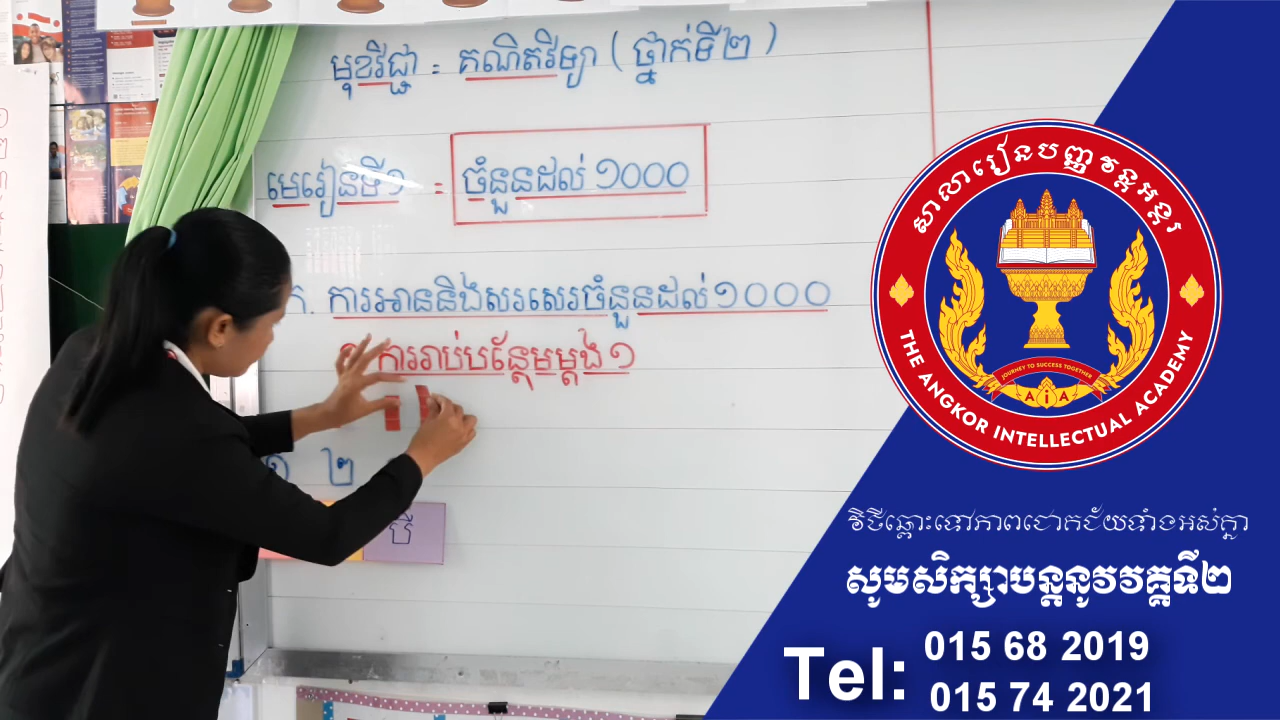 មុខវិជ្ជា = គណិតវិទ្យា ( ថ្នាក់ទី២ )
មេរៀនទី១ = ចំនួនដល់ ១០០០
ក. ការអាននិងសរសេរចំនួនដល់ ១០០០
ការរាប់បន្ថែមម្តង ១
១ ២
សាលារៀនបញ្ញវន្តអង្គរ
JOURNEY TO SUCCESS TOGETHER
AiA
THE ANGKOR INTELLECTUAL ACADEMY
វិថីឆ្ពោះទៅភាពជោគជ័យទាំងអស់គ្នា
សូមសិក្សាបន្តនូវវគ្គទី២
Tel: 015 68 2019
015 74 2021